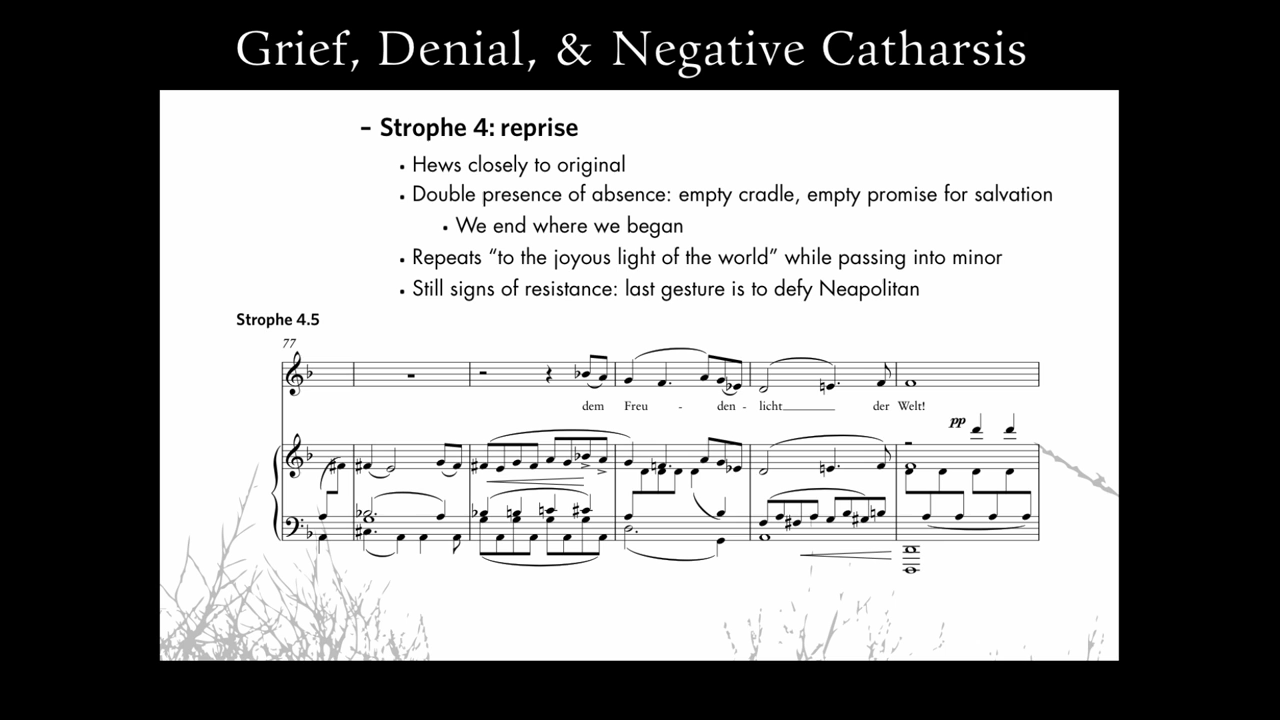 Grief, Denial, & Negative Catharsis
– Strophe 4: reprise
• Hews closely to original
• Double presence of absence: empty cradle, empty promise for salvation
• We end where we began
• Repeats “to the joyous light of the world” while passing into minor
• Still signs of resistance: last gesture is to defy Neapolitan
Strophe 4.5
77
dem Freu - den - licht____ der Welt!
pp